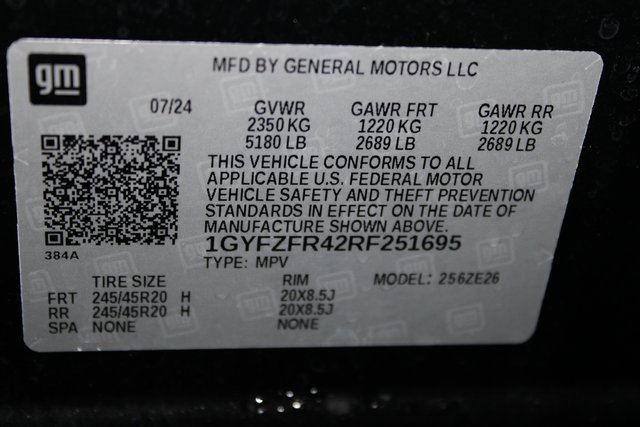 gm
MFD BY GENERAL MOTORS LLC
07/24 GVWR GAWR FRT GAWR RR
2350 KG 1220 KG 1220 KG
5180 LB 2689 LB 2689 LB
THIS VEHICLE CONFORMS TO ALL
APPLICABLE U.S. FEDERAL MOTOR
VEHICLE SAFETY AND THEFT PREVENTION
STANDARDS IN EFFECT ON THE DATE OF
MANUFACTURE SHOWN ABOVE.
1GYFZFR42RF251695
384A
TYPE: MPV
TIRE SIZE RIM MODEL: 256ZE26
FRT 245/45R20 H 20X8.5J
RR 245/45R20 H 20X8.5J
SPA NONE NONE